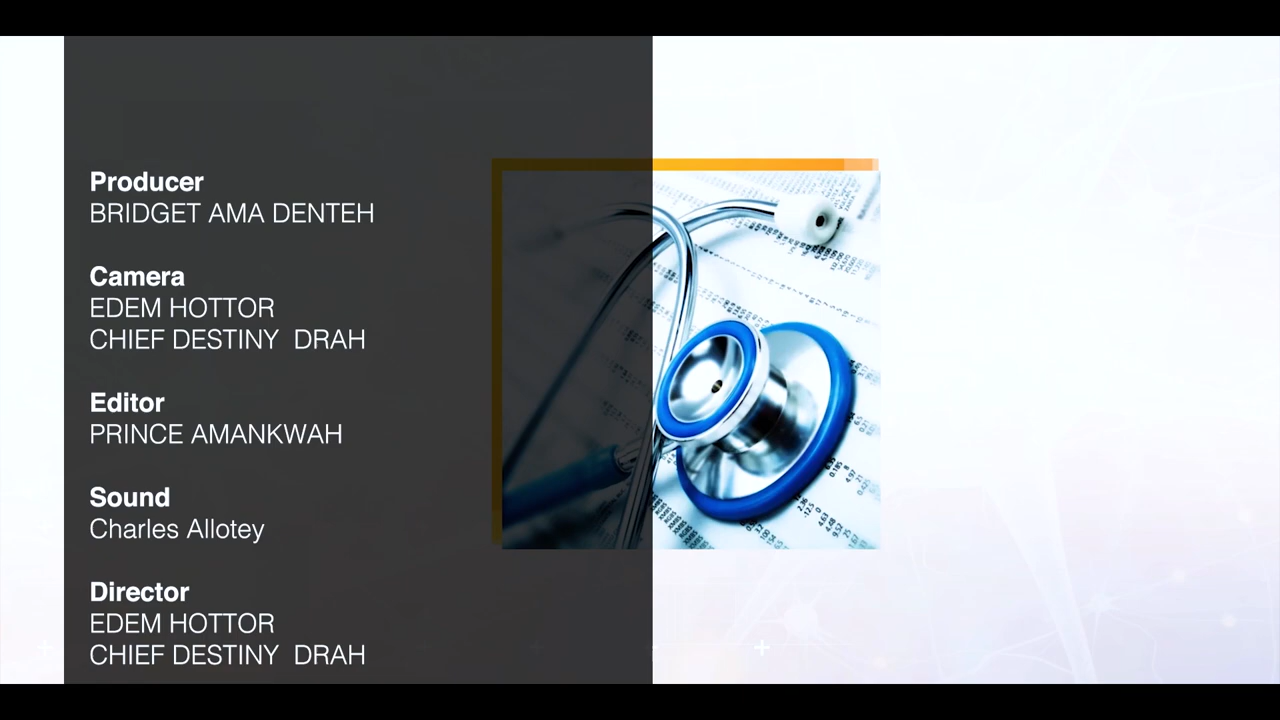 Producer
BRIDGET AMA DENTEH
Camera
EDEM HOTTOR
CHIEF DESTINY  DRAH
Editor
PRINCE AMANKWAH
Sound
Charles Allotey
Director
EDEM HOTTOR
CHIEF DESTINY  DRAH